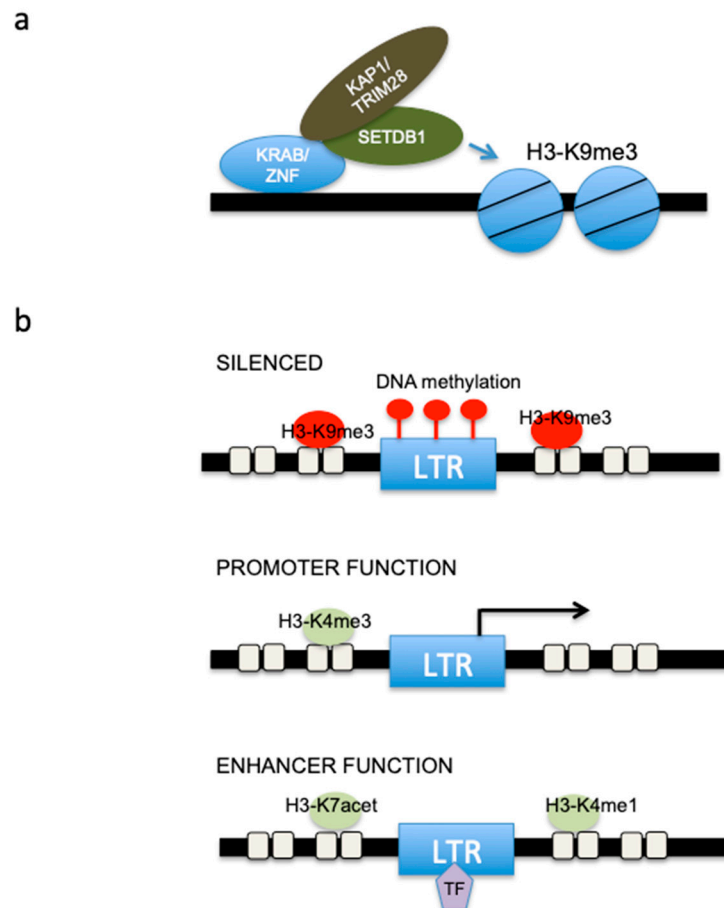 a
KAP1/
TRIM28
SETDB1
KRAB/
ZNF
H3-K9me3
b
SILENCED
DNA methylation
H3-K9me3
H3-K9me3
LTR
PROMOTER FUNCTION
H3-K4me3
LTR
ENHANCER FUNCTION
H3-K7acet
H3-K4me1
LTR
TF